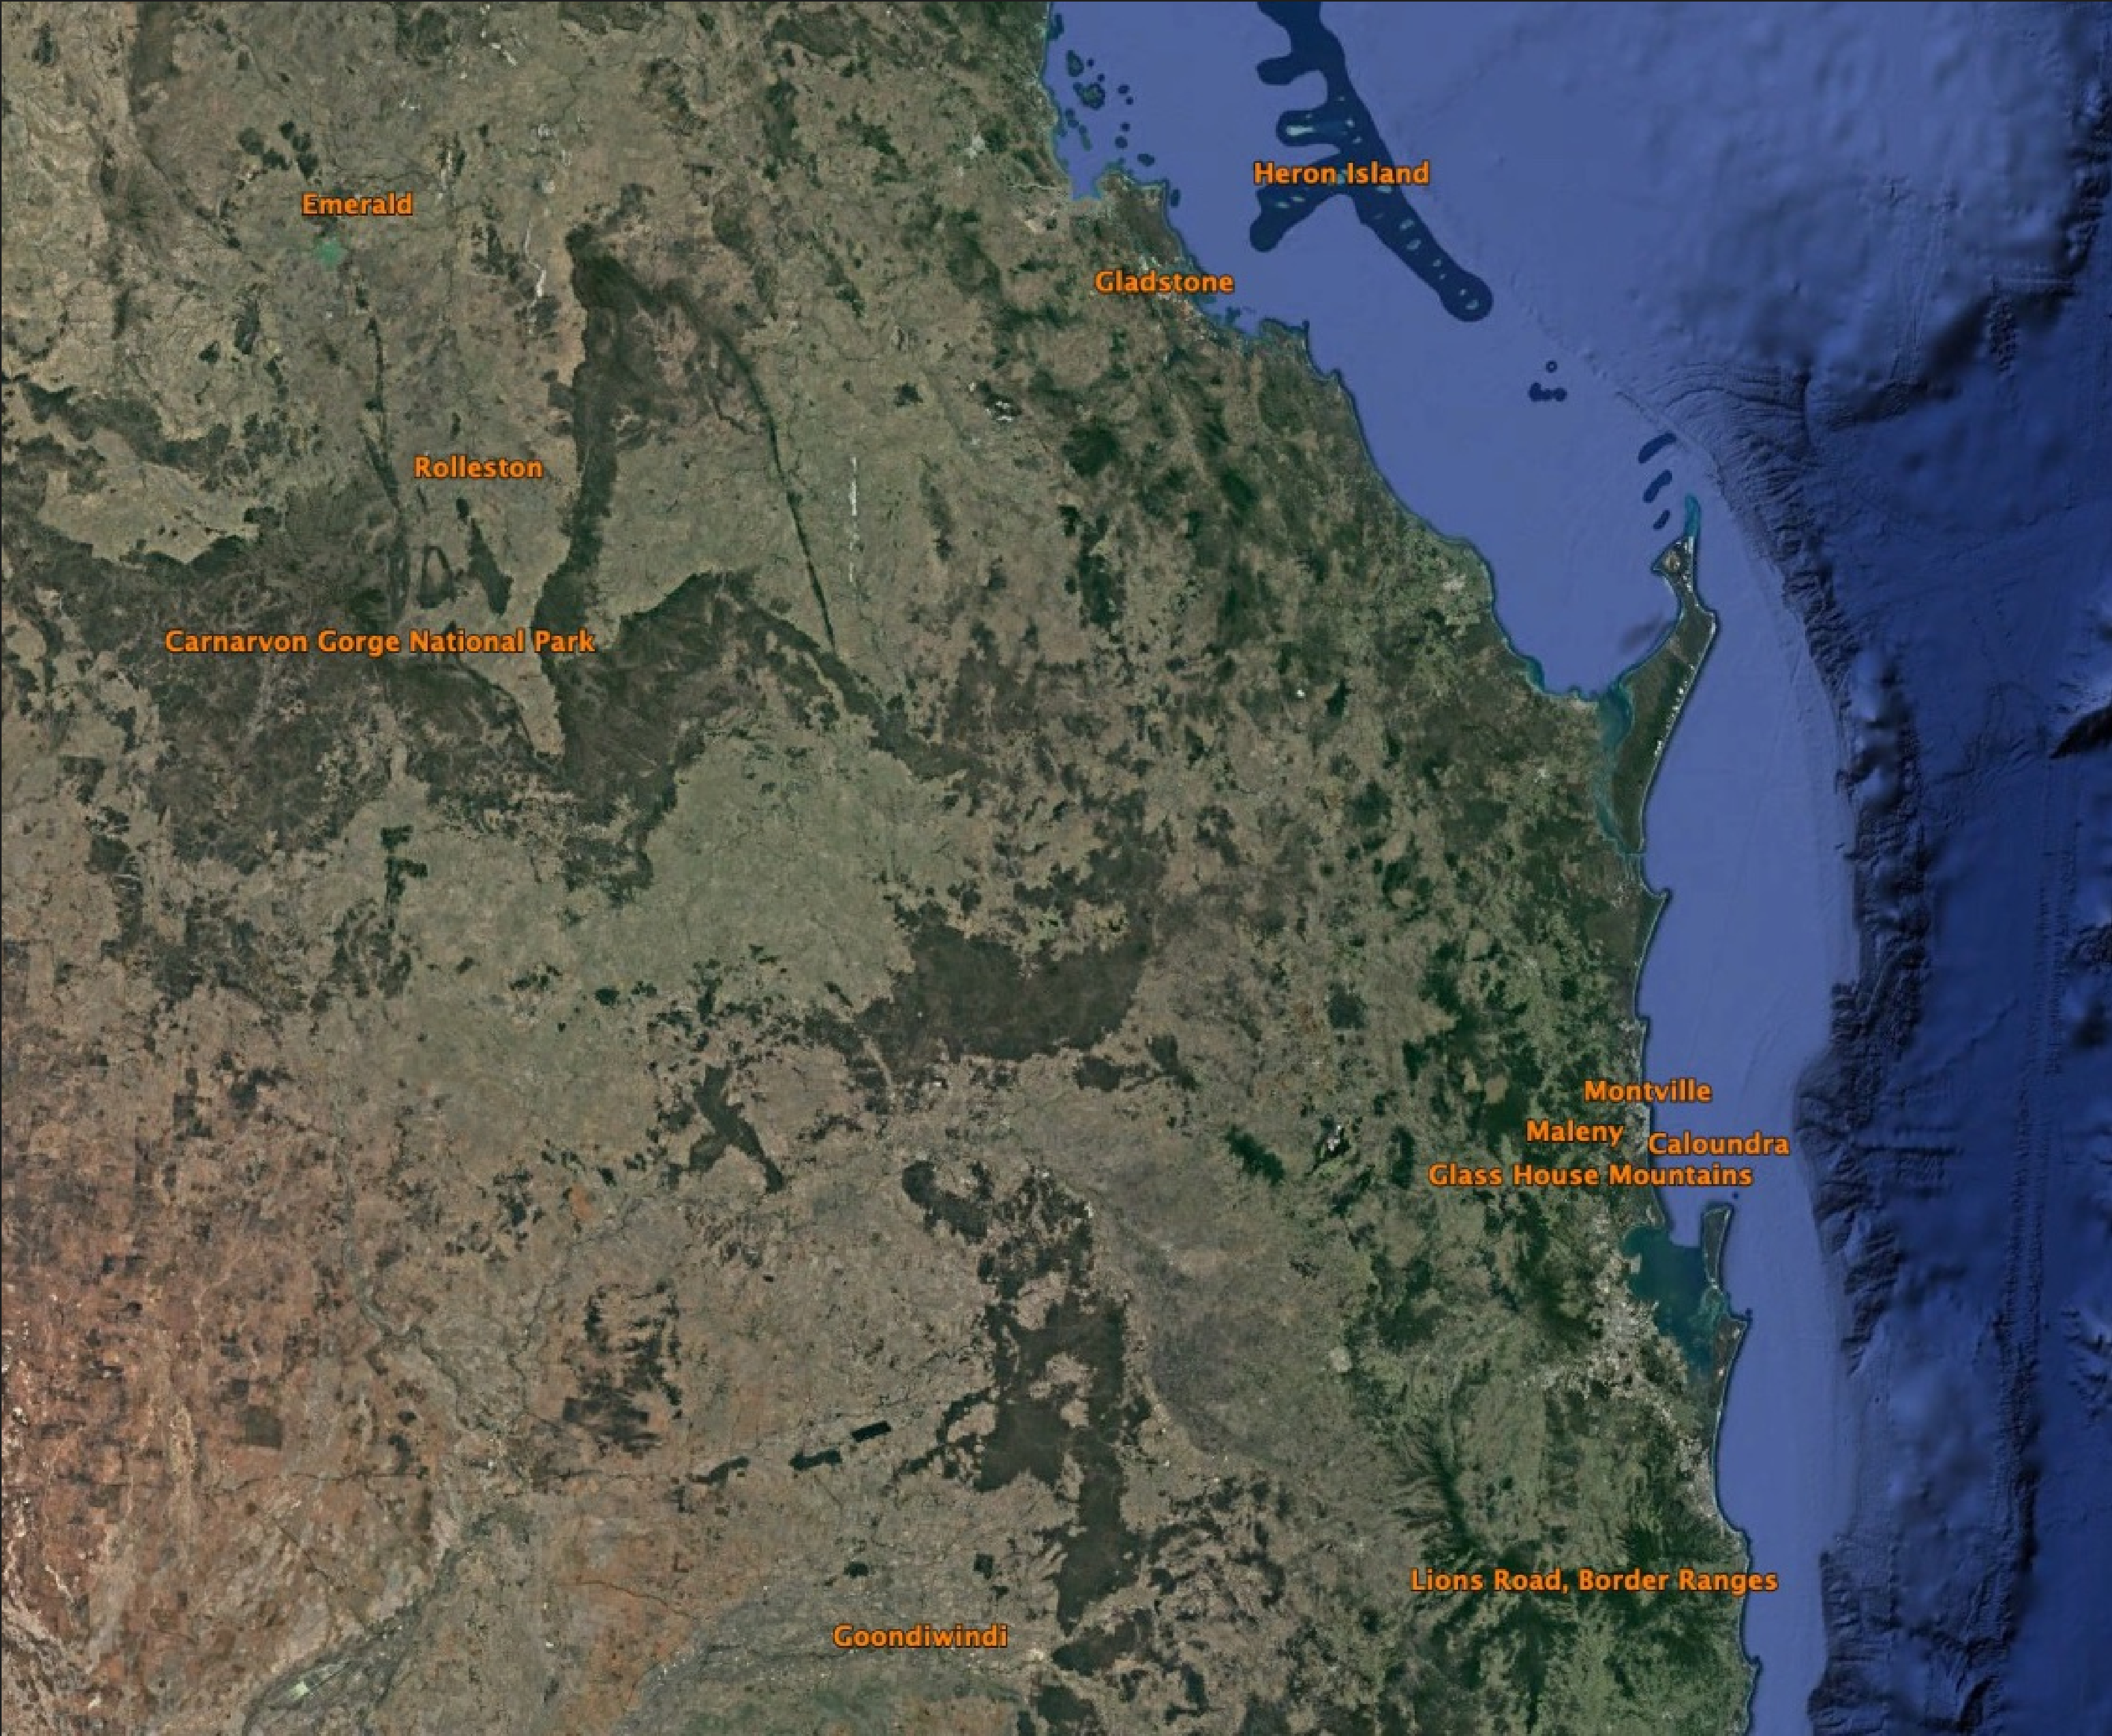 Heron Island
Emerald
Gladstone
Rolleston
Carnarvon Gorge National Park
Montville
Maleny
Caloundra
Glass House Mountains
Lions Road, Border Ranges
Goondiwindi